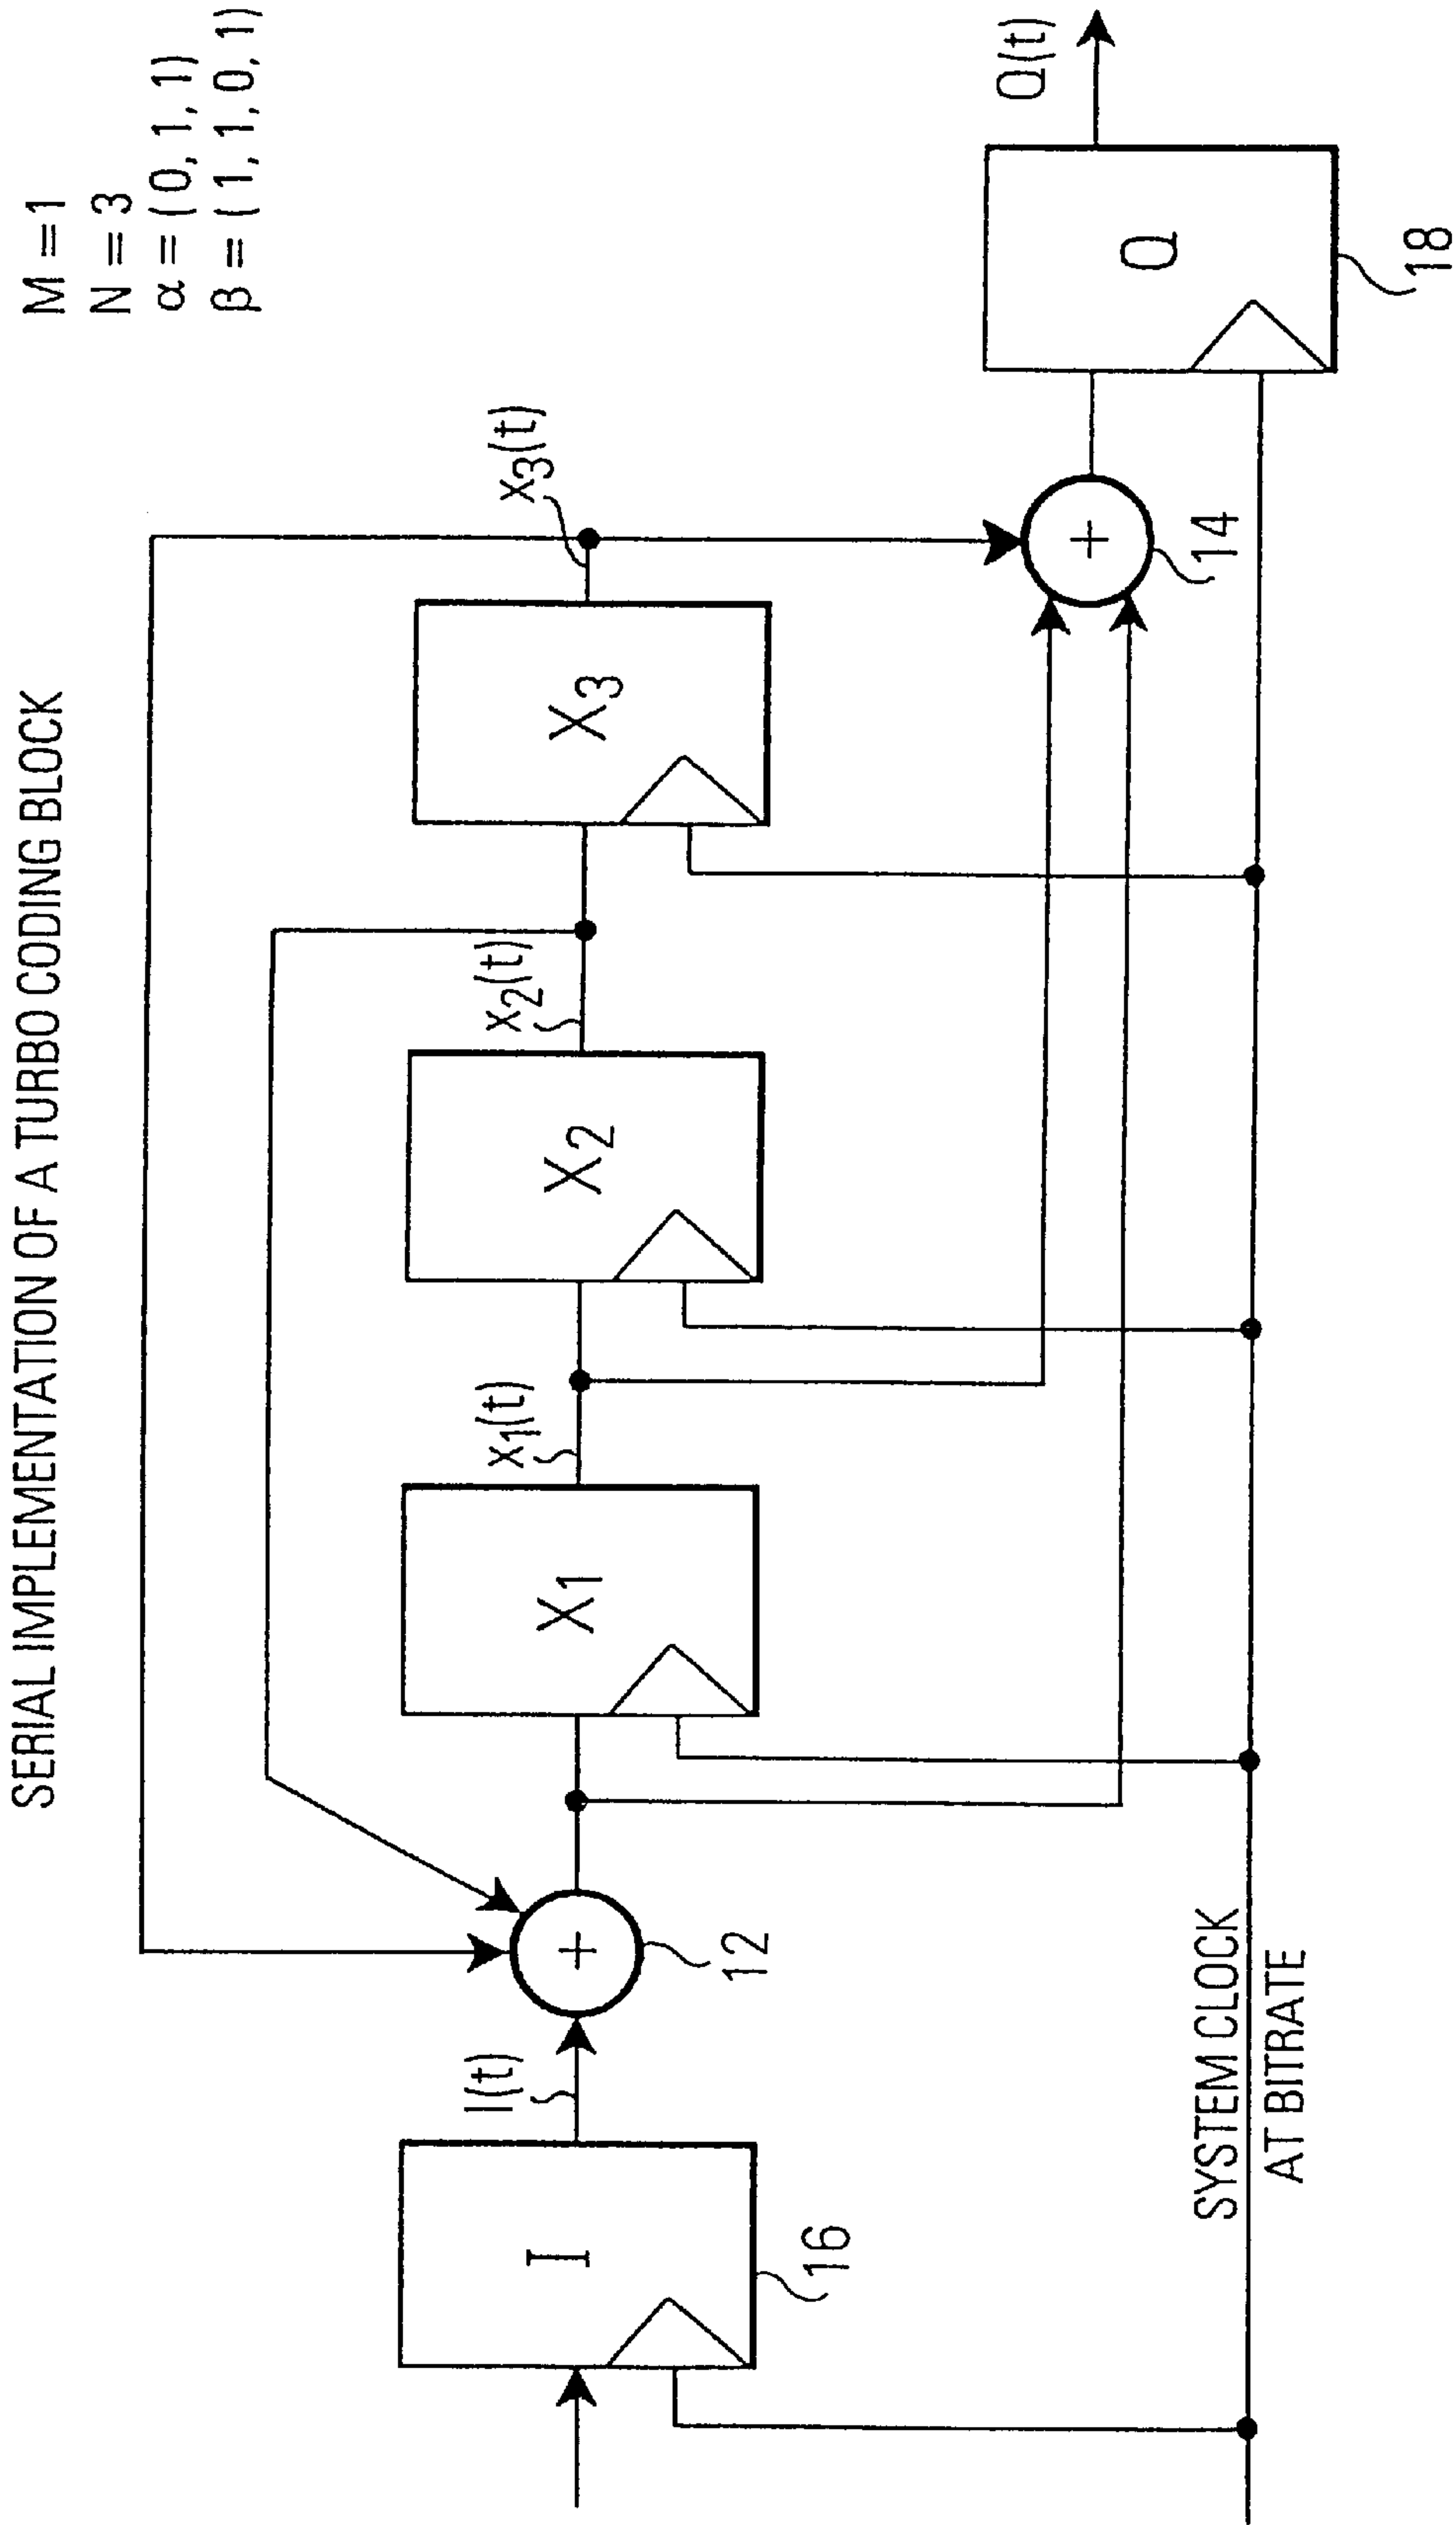 SERIAL IMPLEMENTATION OF A TURBO CODING BLOCK
M = 1
N = 3
α = (0, 1, 1)
β = (1, 1, 0, 1)
I
16
I(t)
+
12
X1
x1(t)
X2
x2(t)
X3
x3(t)
+
14
Q
18
Q(t)
SYSTEM CLOCK
AT BITRATE